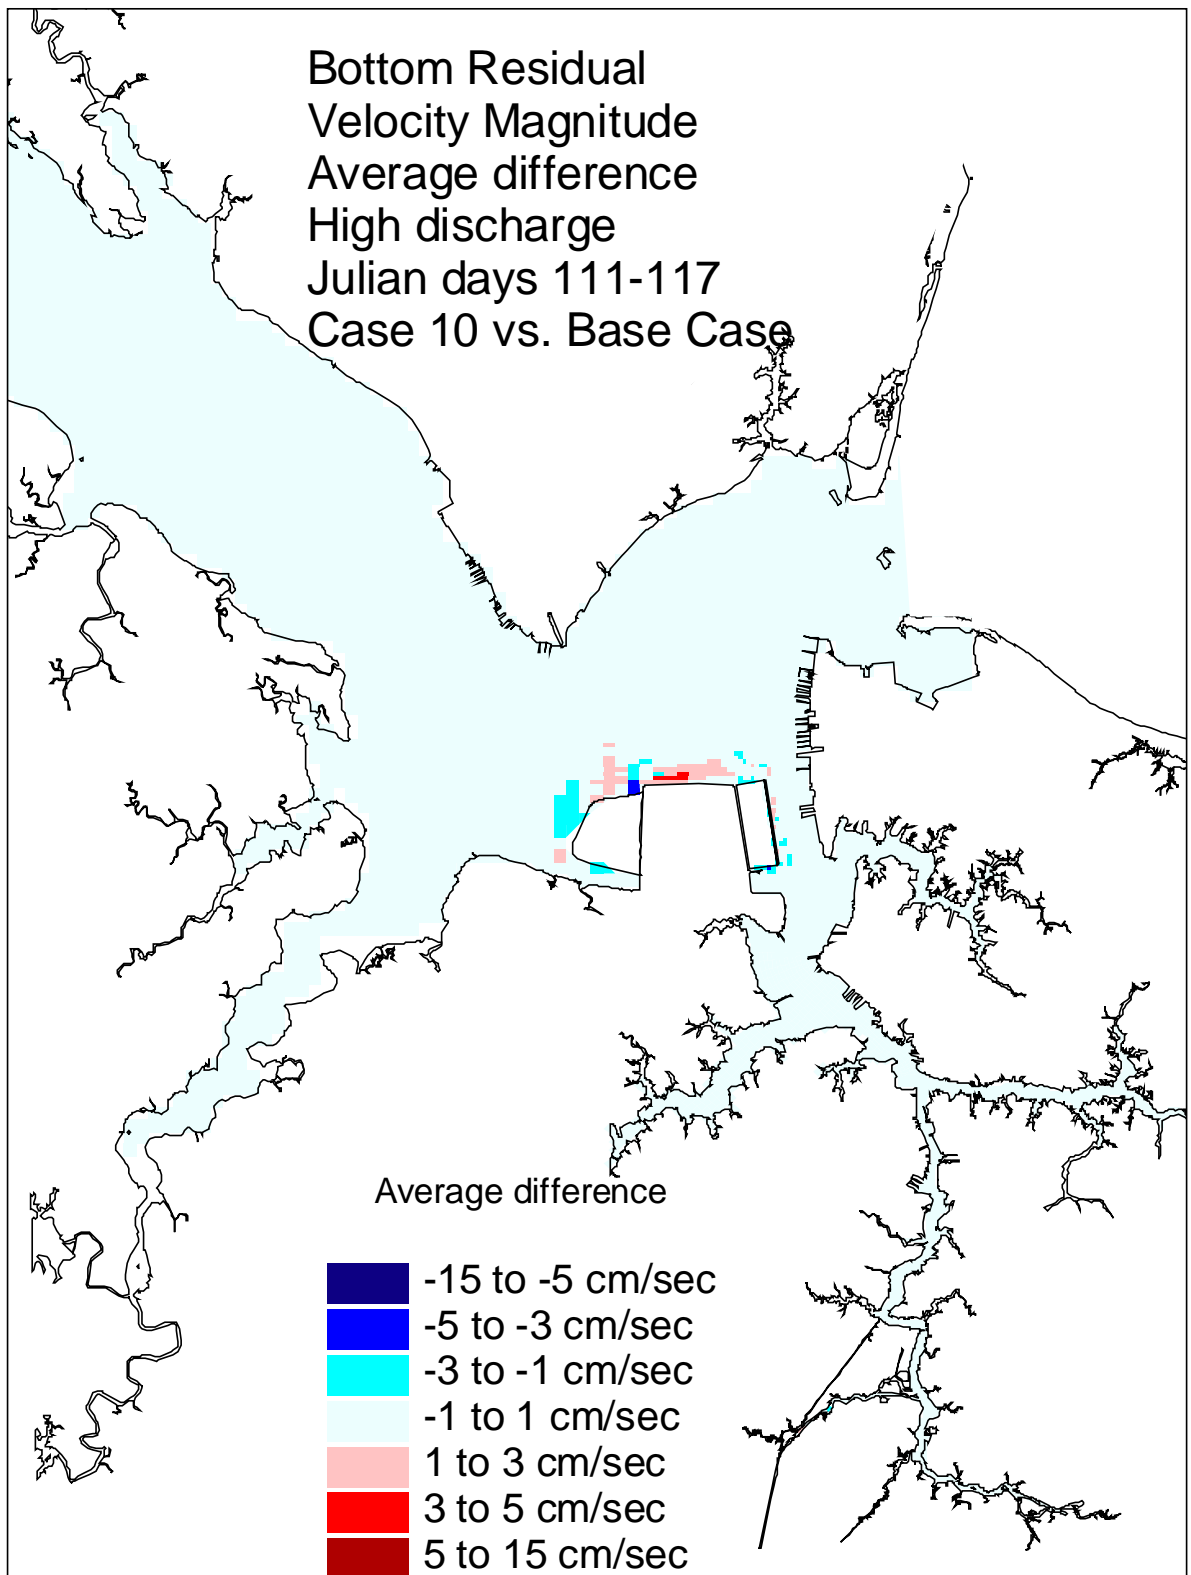 Bottom Residual
Velocity Magnitude
Average difference
High discharge
Julian days 111-117
Case 10 vs. Base Case
Average difference
-15 to -5 cm/sec
-5 to -3 cm/sec
-3 to -1 cm/sec
-1 to 1 cm/sec
1 to 3 cm/sec
3 to 5 cm/sec
5 to 15 cm/sec